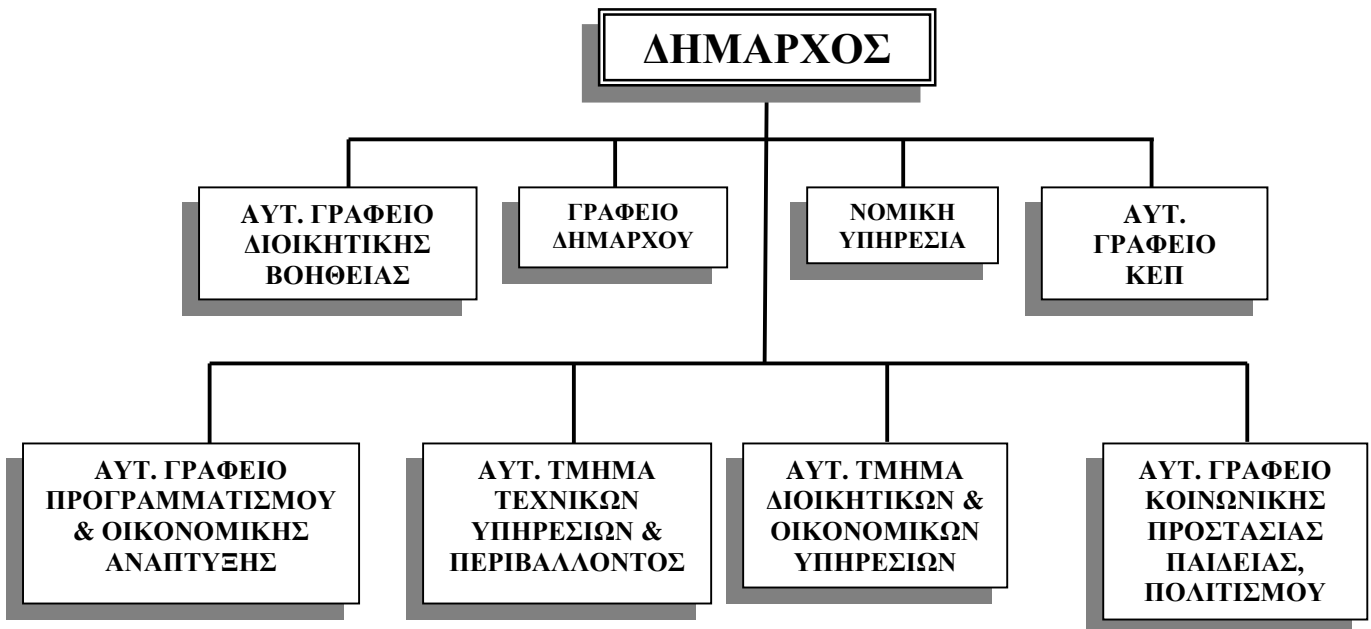 ΔΗΜΑΡΧΟΣ
ΑΥΤ. ΓΡΑΦΕΙΟ
ΔΙΟΙΚΗΤΙΚΗΣ
ΒΟΗΘΕΙΑΣ
ΓΡΑΦΕΙΟ
ΔΗΜΑΡΧΟΥ
ΝΟΜΙΚΗ
ΥΠΗΡΕΣΙΑ
ΑΥΤ.
ΓΡΑΦΕΙΟ
ΚΕΠ
ΑΥΤ. ΓΡΑΦΕΙΟ
ΠΡΟΓΡΑΜΜΑΤΙΣΜΟΥ
& ΟΙΚΟΝΟΜΙΚΗΣ
ΑΝΑΠΤΥΞΗΣ
ΑΥΤ. ΤΜΗΜΑ
ΤΕΧΝΙΚΩΝ
ΥΠΗΡΕΣΙΩΝ &
ΠΕΡΙΒΑΛΛΟΝΤΟΣ
ΑΥΤ. ΤΜΗΜΑ
ΔΙΟΙΚΗΤΙΚΩΝ &
ΟΙΚΟΝΟΜΙΚΩΝ
ΥΠΗΡΕΣΙΩΝ
ΑΥΤ. ΓΡΑΦΕΙΟ
ΚΟΙΝΩΝΙΚΗΣ
ΠΡΟΣΤΑΣΙΑΣ
ΠΑΙΔΕΙΑΣ,
ΠΟΛΙΤΙΣΜΟΥ